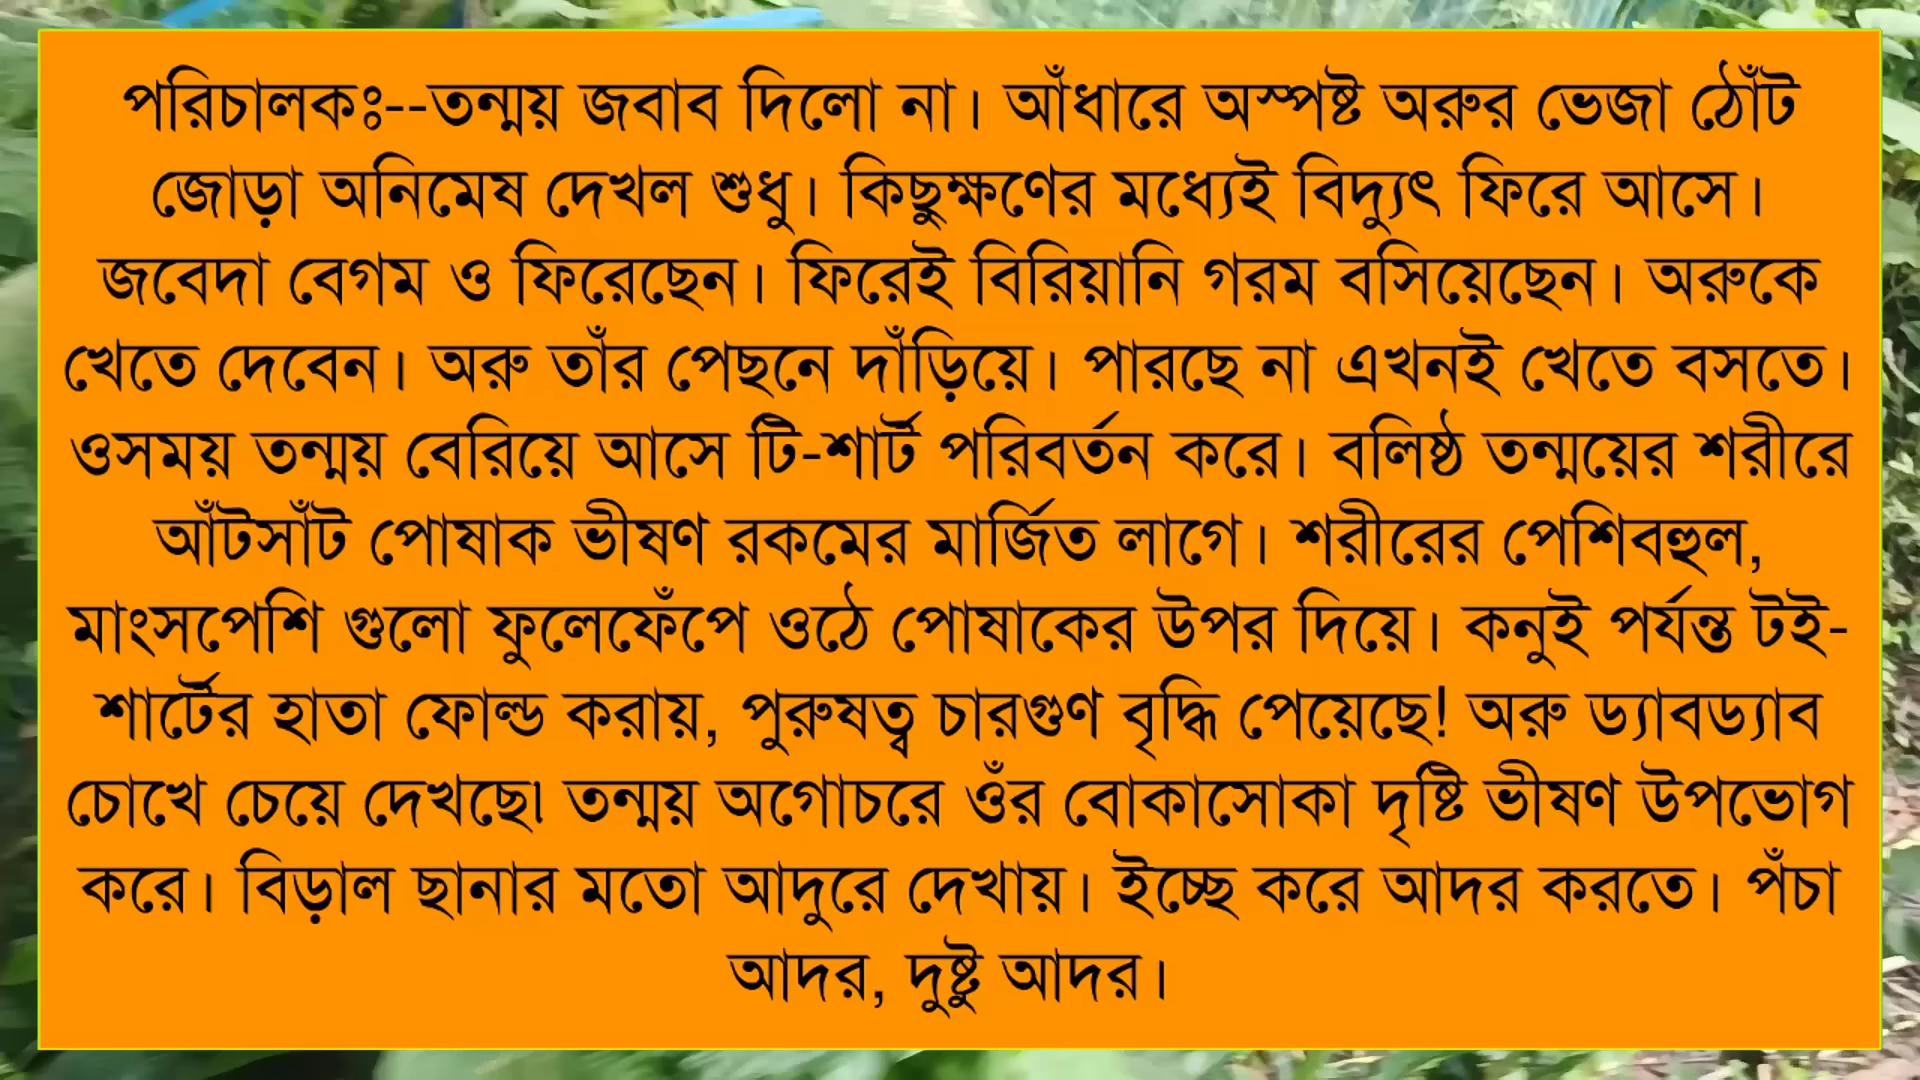 পরিচালকঃ--তন্ময় জবাব দিলো না। আঁধারে অস্পষ্ট অরুর ভেজা ঠোঁট
জোড়া অনিমেষ দেখল শুধু। কিছুক্ষণের মধ্যেই বিদ্যুৎ ফিরে আসে।
জবেদা বেগম ও ফিরেছেন। ফিরেই বিরিয়ানি গরম বসিয়েছেন। অরুকে
খেতে দেবেন। অরু তাঁর পেছনে দাঁড়িয়ে। পারছে না এখনই খেতে বসতে।
ওসময় তন্ময় বেরিয়ে আসে টি-শার্ট পরিবর্তন করে। বলিষ্ঠ তন্ময়ের শরীরে
আঁটসাঁট পোষাক ভীষণ রকমের মার্জিত লাগে। শরীরের পেশিবহুল,
মাংসপেশি গুলো ফুলেফেঁপে ওঠে পোষাকের উপর দিয়ে। কনুই পর্যন্ত টই-
শার্টের হাতা ফোল্ড করায়, পুরুষত্ব চারগুণ বৃদ্ধি পেয়েছে! অরু ড্যাবড্যাব
চোখে চেয়ে দেখছে৷ তন্ময় অগোচরে ওঁর বোকাসোকা দৃষ্টি ভীষণ উপভোগ
করে। বিড়াল ছানার মতো আদুরে দেখায়। ইচ্ছে করে আদর করতে। পঁচা
আদর, দুষ্টু আদর।